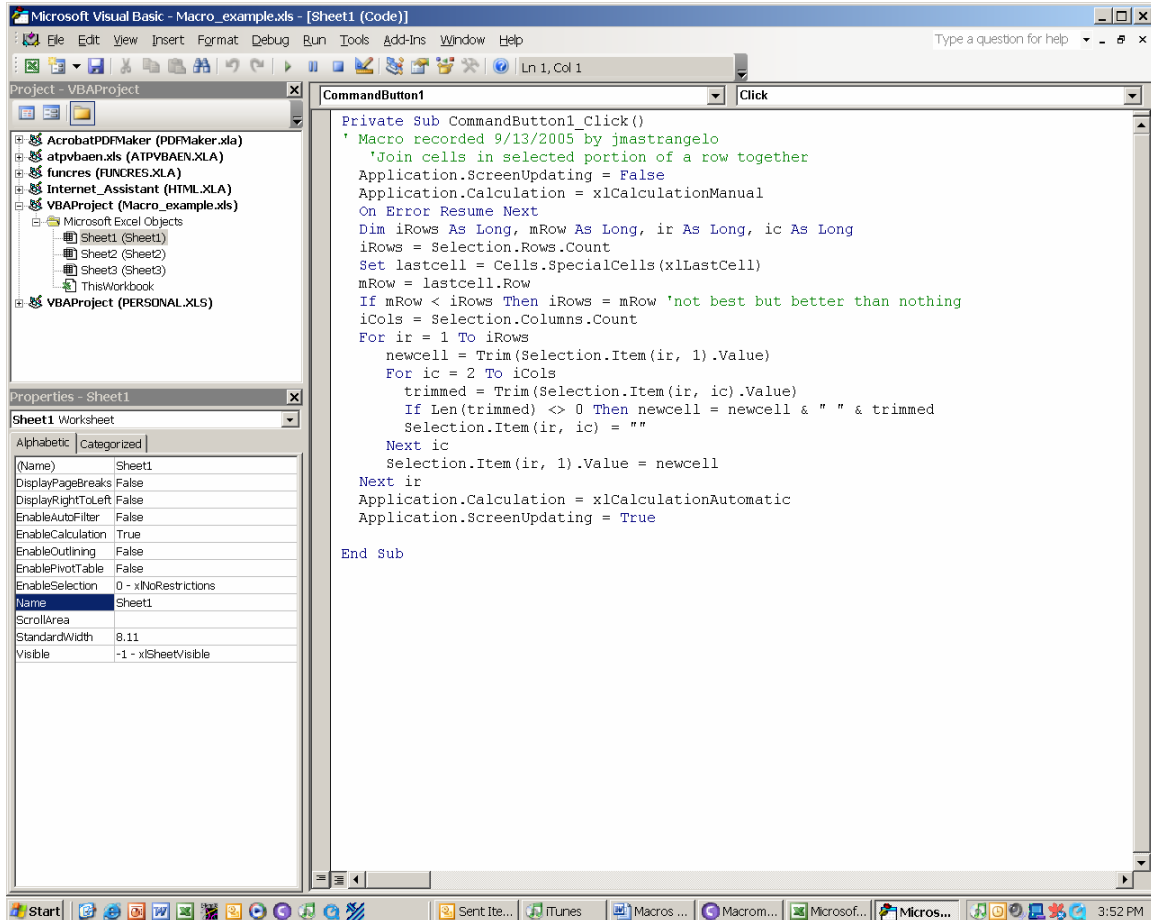 Microsoft Visual Basic - Macro_example.xls - [Sheet1 (Code)]
File Edit View Insert Format Debug Run Tools Add-Ins Window Help
Type a question for help
Ln 1, Col 1
Project - VBAProject
AcrobatPDFMaker (PDFMaker.xla)
atpvbaen.xls (ATPVBAEN.XLA)
funcres (FUNCRES.XLA)
Internet_Assistant (HTML.XLA)
VBAProject (Macro_example.xls)
Microsoft Excel Objects
Sheet1 (Sheet1)
Sheet2 (Sheet2)
Sheet3 (Sheet3)
ThisWorkbook
VBAProject (PERSONAL.XLS)
Properties - Sheet1
Sheet1 Worksheet
Alphabetic Categorized
(Name) Sheet1
DisplayPageBreaks False
DisplayRightToLeft False
EnableAutoFilter False
EnableCalculation True
EnableOutlining False
EnablePivotTable False
EnableSelection 0 - xlNoRestrictions
Name Sheet1
ScrollArea
StandardWidth 8.11
Visible -1 - xlSheetVisible
CommandButton1 Click
Private Sub CommandButton1_Click()
' Macro recorded 9/13/2005 by jmastrangelo
'Join cells in selected portion of a row together
Application.ScreenUpdating = False
Application.Calculation = xlCalculationManual
On Error Resume Next
Dim iRows As Long, mRow As Long, ir As Long, ic As Long
iRows = Selection.Rows.Count
Set lastcell = Cells.SpecialCells(xlLastCell)
mRow = lastcell.Row
If mRow < iRows Then iRows = mRow 'not best but better than nothing
iCols = Selection.Columns.Count
For ir = 1 To iRows
newcell = Trim(Selection.Item(ir, 1).Value)
For ic = 2 To iCols
trimmed = Trim(Selection.Item(ir, ic).Value)
If Len(trimmed) <> 0 Then newcell = newcell & " " & trimmed
Selection.Item(ir, ic) = ""
Next ic
Selection.Item(ir, 1).Value = newcell
Next ir
Application.Calculation = xlCalculationAutomatic
Application.ScreenUpdating = True
End Sub
Start Sent Ite... iTunes Macros ... Macrom... Microsof... Micros... 3:52 PM